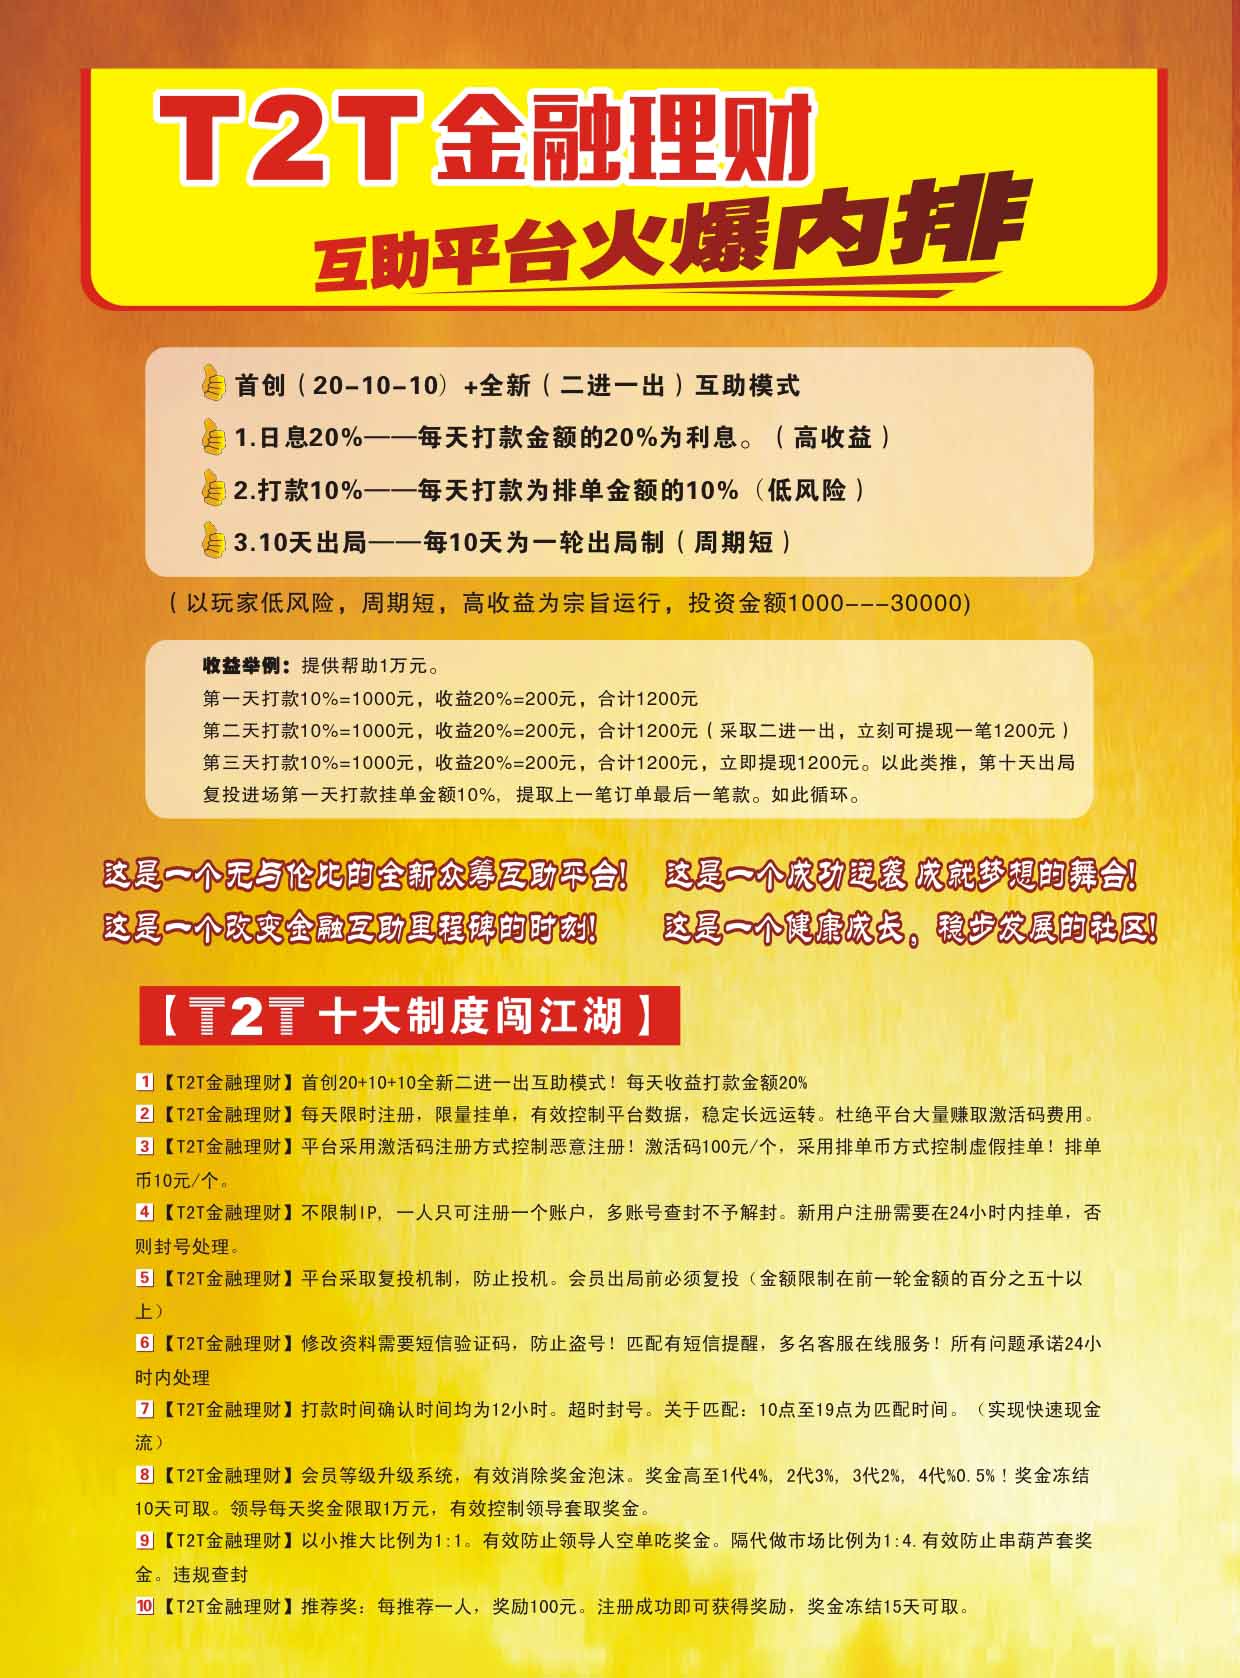 T2T金融理财
互助平台火爆内排
首创（20-10-10）+全新（二进一出）互助模式
1.日息20%——每天打款金额的20%为利息。（高收益）
2.打款10%——每天打款为排单金额的10%（低风险）
3.10天出局——每10天为一轮出局制（周期短）
（以玩家低风险，周期短，高收益为宗旨运行，投资金额1000---30000)
收益举例：提供帮助1万元。
第一天打款10%=1000元，收益20%=200元，合计1200元
第二天打款10%=1000元，收益20%=200元，合计1200元（采取二进一出，立刻可提现一笔1200元）
第三天打款10%=1000元，收益20%=200元，合计1200元，立即提现1200元。以此类推，第十天出局
复投进场第一天打款挂单金额10%，提取上一笔订单最后一笔款。如此循环。
这是一个无与伦比的全新众筹互助平台！ 这是一个成功逆袭 成就梦想的舞台！
这是一个改变金融互助里程碑的时刻！ 这是一个健康成长，稳步发展的社区！
【T2T十大制度闯江湖】
1【T2T金融理财】首创20+10+10全新二进一出互助模式！每天收益打款金额20%
2【T2T金融理财】每天限时注册，限量挂单，有效控制平台数据，稳定长远运转。杜绝平台大量赚取激活码费用。
3【T2T金融理财】平台采用激活码注册方式控制恶意注册！激活码100元/个，采用排单币方式控制虚假挂单！排单
币10元/个。
4【T2T金融理财】不限制IP，一人只可注册一个账户，多账号查封不予解封。新用户注册需要在24小时内挂单，否
则封号处理。
5【T2T金融理财】平台采取复投机制，防止投机。会员出局前必须复投（金额限制在前一轮金额的百分之五十以
上）
6【T2T金融理财】修改资料需要短信验证码，防止盗号！匹配有短信提醒，多名客服在线服务！所有问题承诺24小
时内处理
7【T2T金融理财】打款时间确认时间均为12小时。超时封号。关于匹配：10点至19点为匹配时间。（实现快速现金
流）
8【T2T金融理财】会员等级升级系统，有效消除奖金泡沫。奖金高至1代4%，2代3%，3代2%，4代%0.5%！奖金冻结
10天可取。领导每天奖金限取1万元，有效控制领导套取奖金。
9【T2T金融理财】以小推大比例为1:1。有效防止领导人空单吃奖金。隔代做市场比例为1:4.有效防止串葫芦套奖
金。违规查封
10【T2T金融理财】推荐奖：每推荐一人，奖励100元。注册成功即可获得奖励，奖金冻结15天可取。